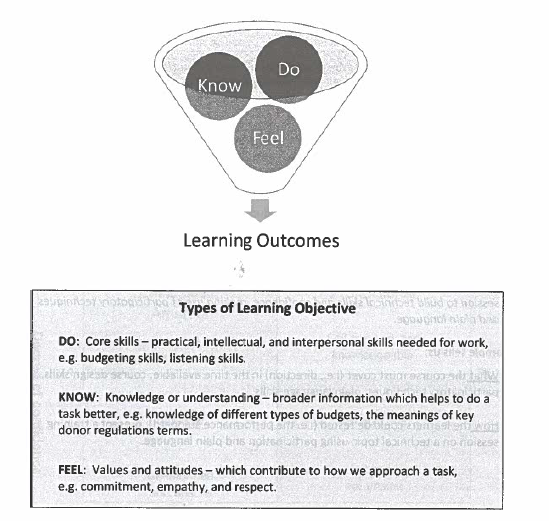 Know
Do
Feel
Learning Outcomes
Types of Learning Objective
DO: Core skills – practical, intellectual, and interpersonal skills needed for work,
e.g. budgeting skills, listening skills.
KNOW: Knowledge or understanding – broader information which helps to do a
task better, e.g. knowledge of different types of budgets, the meanings of key
donor regulations terms.
FEEL: Values and attitudes – which contribute to how we approach a task,
e.g. commitment, empathy, and respect.